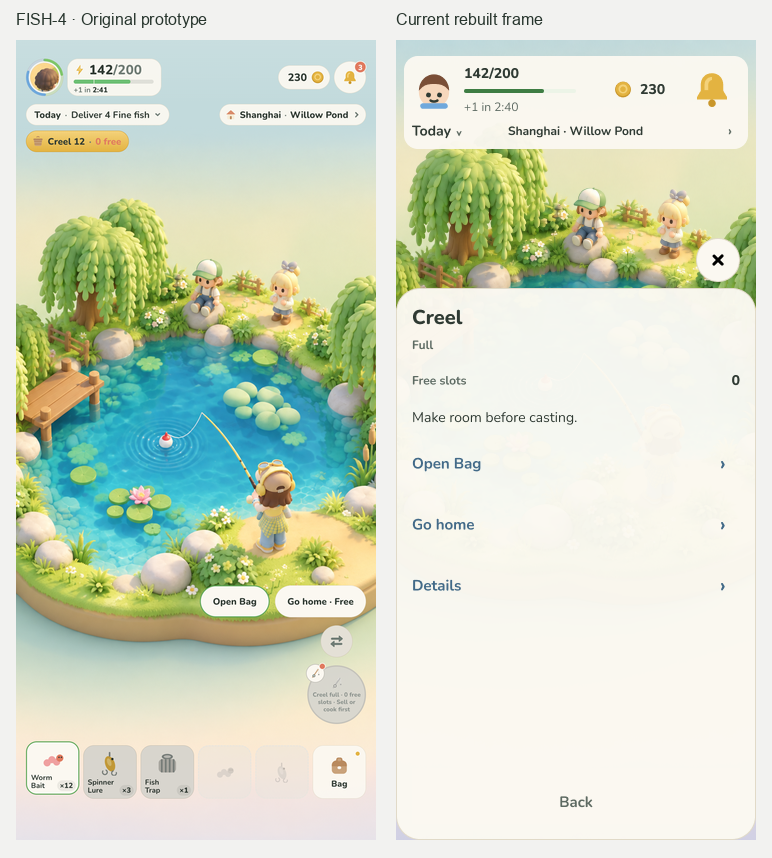 FISH-4 · Original prototype
142/200
+1 in 2:41
230
3
Today · Deliver 4 Fine fish
Shanghai · Willow Pond
Creel 12 · 0 free
Open Bag
Go home · Free
Creel full · 0 free
slots · Sell or
cook first
Worm
Bait
×12
Spinner
Lure
×3
Fish
Trap
×1
Bag
Current rebuilt frame
142/200
+1 in 2:40
230
Today
Shanghai · Willow Pond
Creel
Full
Free slots
0
Make room before casting.
Open Bag
Go home
Details
Back